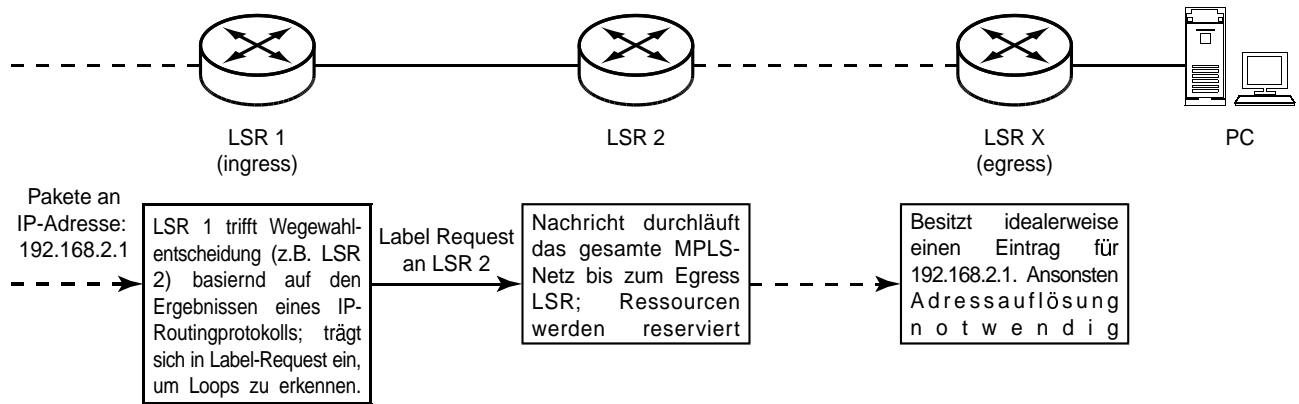 LSR 1
(ingress)
LSR 2
LSR X
(egress)
PC
Pakete an
IP-Adresse:
192.168.2.1
LSR 1 trifft Wegewahl-
entscheidung (z.B. LSR
2) basiernd auf den
Ergebnissen eines IP-
Routingprotokolls; trägt
sich in Label-Request ein,
um Loops zu erkennen.
Label Request
an LSR 2
Nachricht durchläuft
das gesamte MPLS-
Netz bis zum Egress
LSR; Ressourcen
werden reserviert
Besitzt idealerweise
einen Eintrag für
192.168.2.1. Ansonsten
Adressauflösung
notwendig